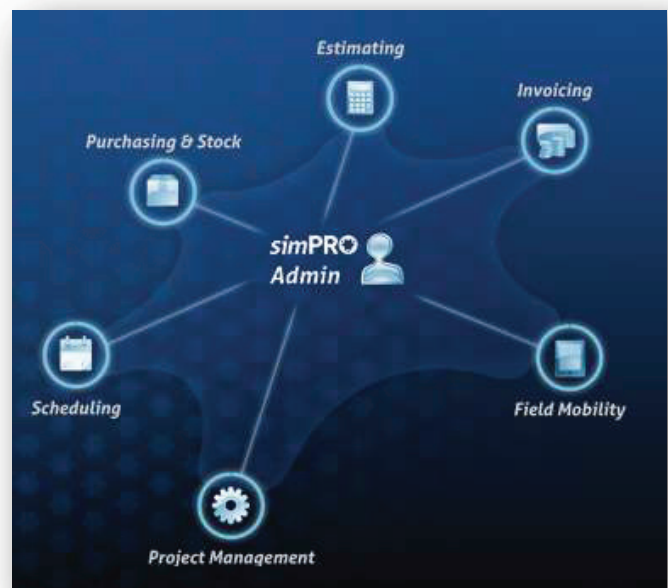 Estimating
Invoicing
Purchasing & Stock
simPRO
Admin
Scheduling
Field Mobility
Project Management